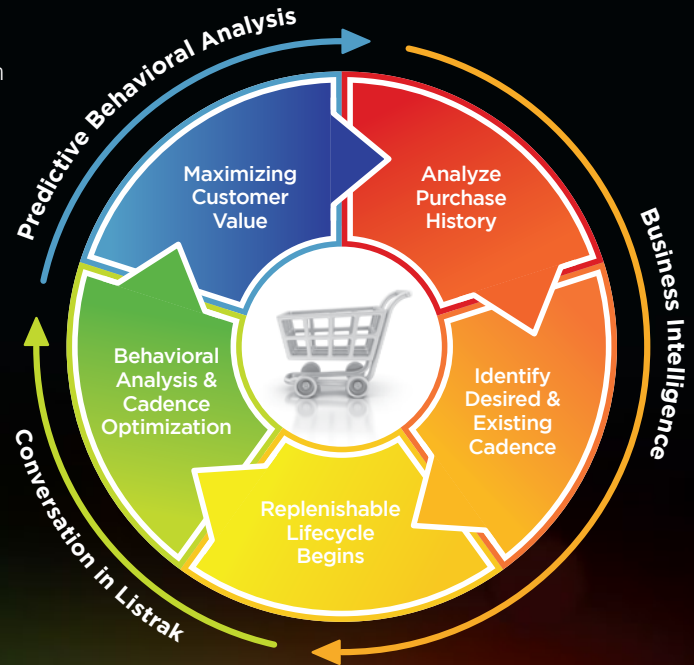 Predictive Behavioral Analysis
Maximizing
Customer
Value
Analyze
Purchase
History
Business Intelligence
Identify
Desired &
Existing
Cadence
Replenishable
Lifecycle
Begins
Behavioral
Analysis &
Cadence
Optimization
Conversation in Listrak